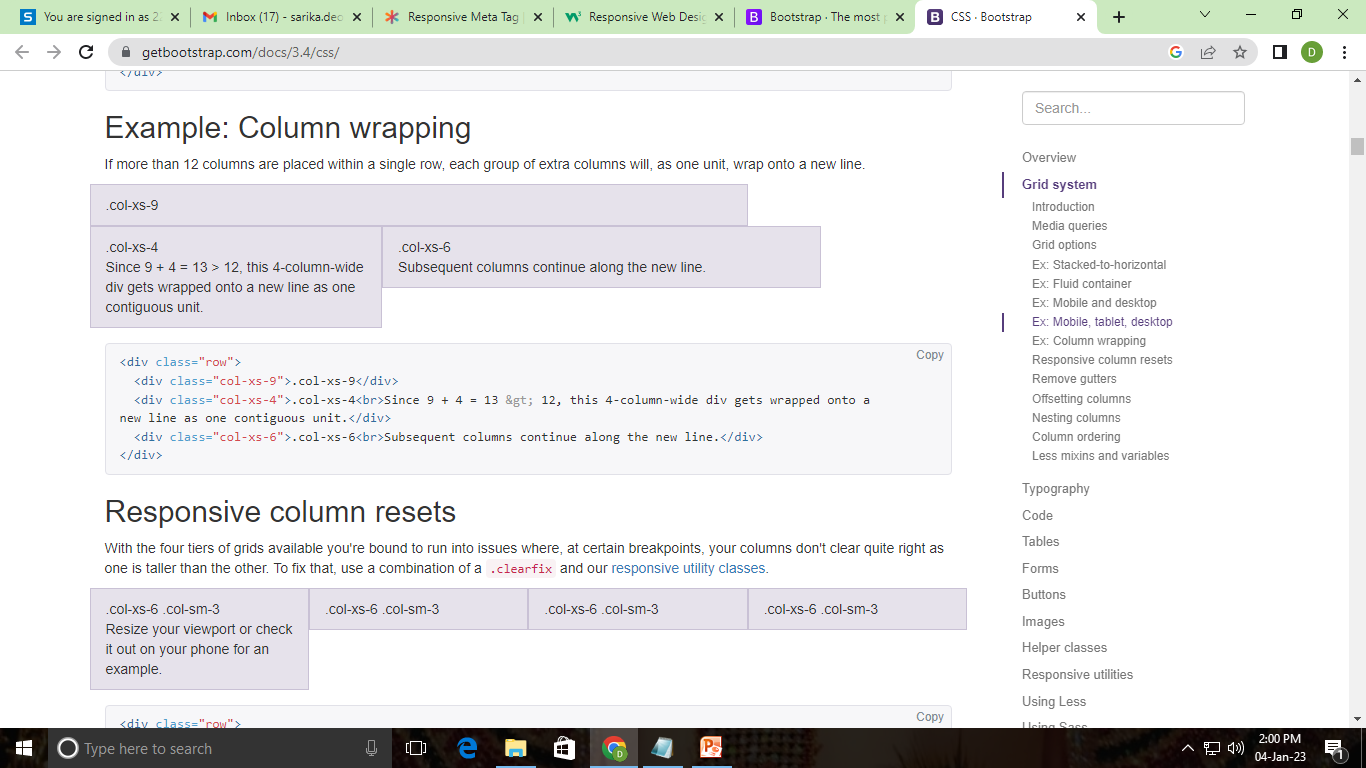 You are signed in as 2
Inbox (17) - sarika.deo
Responsive Meta Tag
Responsive Web Desig
Bootstrap · The most p
CSS · Bootstrap
getbootstrap.com/docs/3.4/css/
D
</div>
Example: Column wrapping
If more than 12 columns are placed within a single row, each group of extra columns will, as one unit, wrap onto a new line.
.col-xs-9
.col-xs-4
Since 9 + 4 = 13 > 12, this 4-column-wide
div gets wrapped onto a new line as one
contiguous unit.
.col-xs-6
Subsequent columns continue along the new line.
Copy
<div class="row">
  <div class="col-xs-9">.col-xs-9</div>
  <div class="col-xs-4">.col-xs-4<br>Since 9 + 4 = 13 &gt; 12, this 4-column-wide div gets wrapped onto a
new line as one contiguous unit.</div>
  <div class="col-xs-6">.col-xs-6<br>Subsequent columns continue along the new line.</div>
</div>
Responsive column resets
With the four tiers of grids available you're bound to run into issues where, at certain breakpoints, your columns don't clear quite right as
one is taller than the other. To fix that, use a combination of a .clearfix and our responsive utility classes.
.col-xs-6 .col-sm-3
Resize your viewport or check
it out on your phone for an
example.
.col-xs-6 .col-sm-3
.col-xs-6 .col-sm-3
.col-xs-6 .col-sm-3
Copy
<div class="row">
Search...
Overview
Grid system
Introduction
Media queries
Grid options
Ex: Stacked-to-horizontal
Ex: Fluid container
Ex: Mobile and desktop
Ex: Mobile, tablet, desktop
Ex: Column wrapping
Responsive column resets
Remove gutters
Offsetting columns
Nesting columns
Column ordering
Less mixins and variables
Typography
Code
Tables
Forms
Buttons
Images
Helper classes
Responsive utilities
Using Less
Using Sass
Type here to search
2:00 PM
04-Jan-23
1